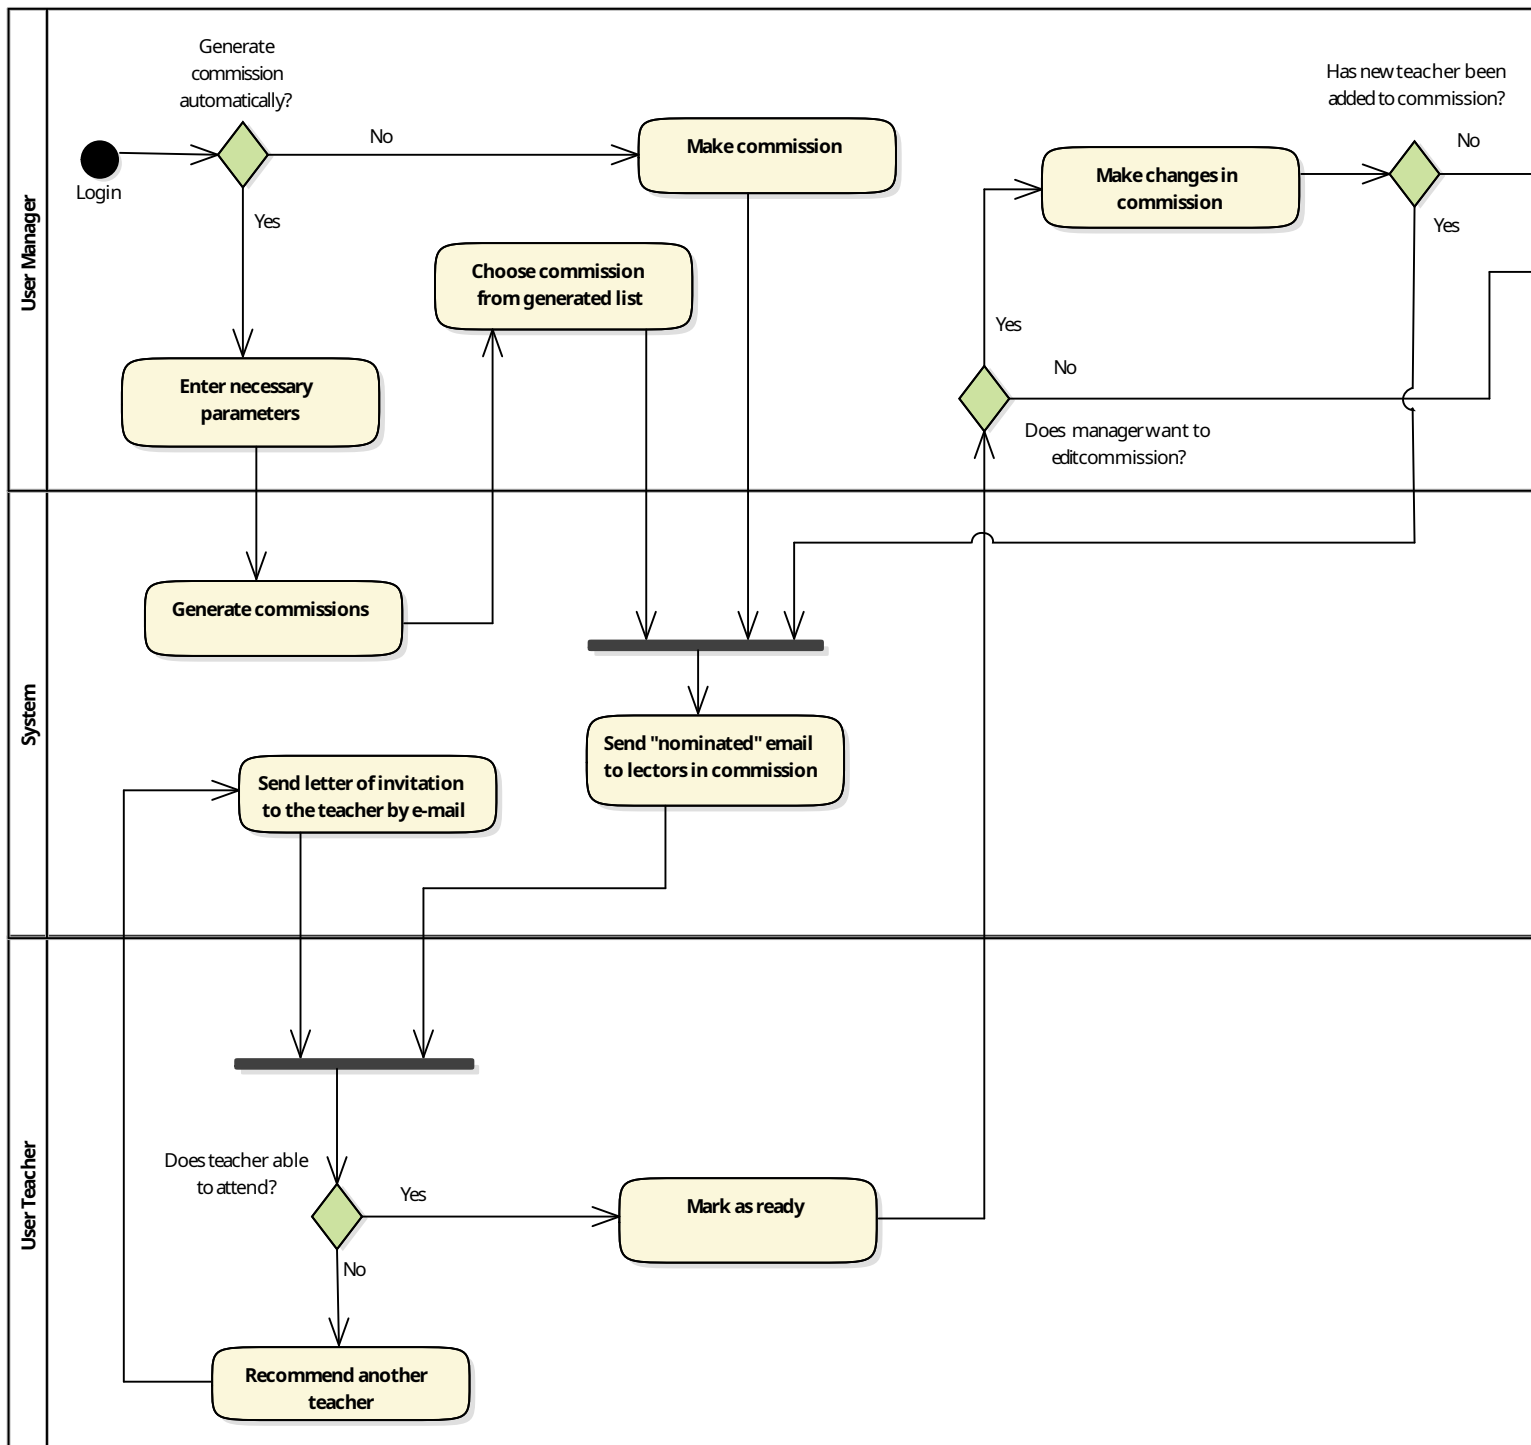 User Manager
Generate
commission
automatically?
Login
No
Yes
Make commission
Choose commission
from generated list
Enter necessary
parameters
Has new teacher been
added to commission?
No
Yes
Make changes in
commission
Yes
No
Does manager want to
edit commission?
System
Generate commissions
Send "nominated" email
to lectors in commission
Send letter of invitation
to the teacher by e-mail
User Teacher
Does teacher able
to attend?
Yes
No
Mark as ready
Recommend another
teacher